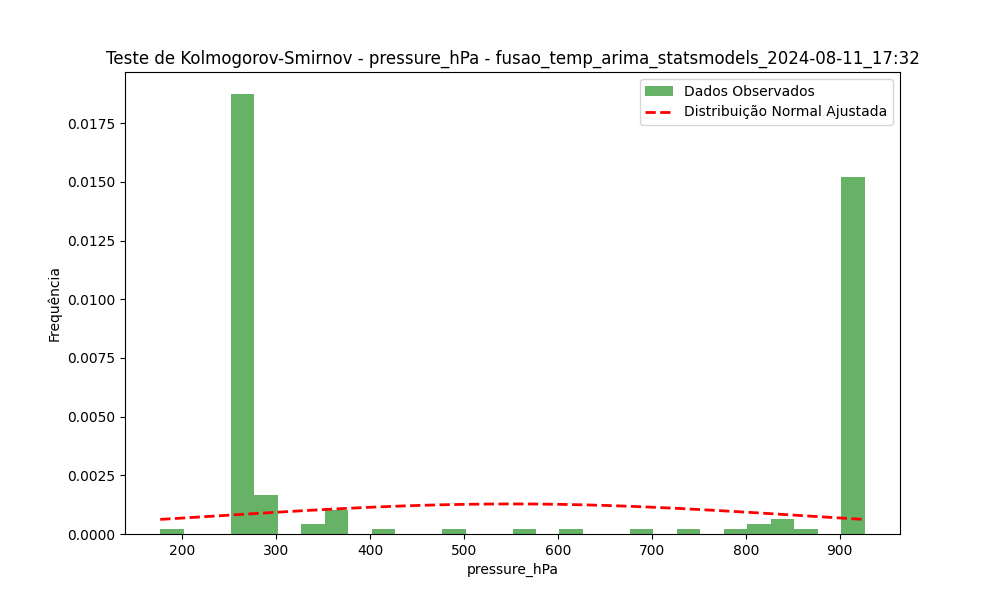 Teste de Kolmogorov-Smirnov - pressure_hPa - fusao_temp_arima_statsmodels_2024-08-11_17:32
Dados Observados
Distribuição Normal Ajustada
Frequência
0.0175
0.0150
0.0125
0.0100
0.0075
0.0050
0.0025
0.0000
200 300 400 500 600 700 800 900
pressure_hPa